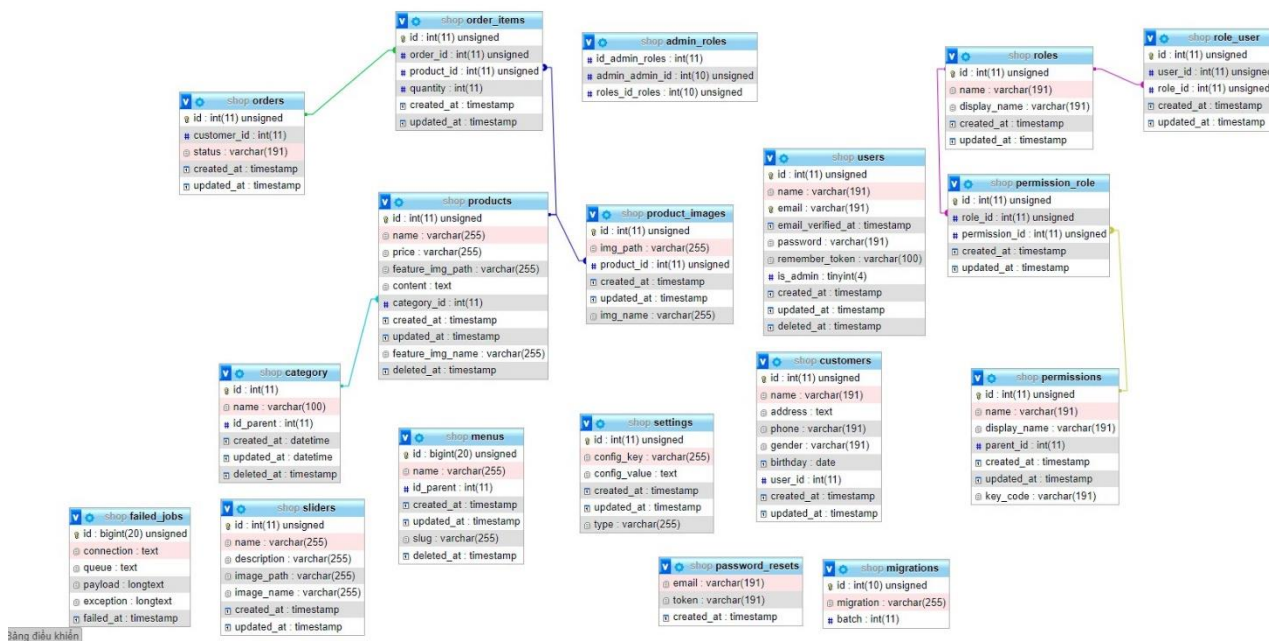 shop order_items
id : int(11) unsigned
order_id : int(11) unsigned
product_id : int(11) unsigned
quantity : int(11)
created_at : timestamp
updated_at : timestamp
shop admin_roles
id_admin_roles : int(11)
admin_admin_id : int(10) unsigned
roles_id_roles : int(10) unsigned
shop roles
id : int(11) unsigned
name : varchar(191)
display_name : varchar(191)
created_at : timestamp
updated_at : timestamp
shop role_user
id : int(11) unsigned
user_id : int(11) unsigned
role_id : int(11) unsigned
created_at : timestamp
updated_at : timestamp
shop orders
id : int(11) unsigned
customer_id : int(11)
status : varchar(191)
created_at : timestamp
updated_at : timestamp
shop users
id : int(11) unsigned
name : varchar(191)
email : varchar(191)
email_verified_at : timestamp
password : varchar(191)
remember_token : varchar(100)
is_admin : tinyint(4)
created_at : timestamp
updated_at : timestamp
deleted_at : timestamp
shop permission_role
id : int(11) unsigned
role_id : int(11) unsigned
permission_id : int(11) unsigned
created_at : timestamp
updated_at : timestamp
shop products
id : int(11) unsigned
name : varchar(255)
price : varchar(255)
feature_img_path : varchar(255)
content : text
category_id : int(11)
created_at : timestamp
updated_at : timestamp
feature_img_name : varchar(255)
deleted_at : timestamp
shop product_images
id : int(11) unsigned
img_path : varchar(255)
product_id : int(11) unsigned
created_at : timestamp
updated_at : timestamp
img_name : varchar(255)
shop category
id : int(11)
name : varchar(100)
id_parent : int(11)
created_at : datetime
updated_at : datetime
deleted_at : timestamp
shop customers
id : int(11) unsigned
name : varchar(191)
address : text
phone : varchar(191)
gender : varchar(191)
birthday : date
user_id : int(11)
created_at : timestamp
updated_at : timestamp
shop permissions
id : int(11) unsigned
name : varchar(191)
display_name : varchar(191)
parent_id : int(11)
created_at : timestamp
updated_at : timestamp
key_code : varchar(191)
shop menus
id : bigint(20) unsigned
name : varchar(255)
id_parent : int(11)
created_at : timestamp
updated_at : timestamp
slug : varchar(255)
deleted_at : timestamp
shop settings
id : int(11) unsigned
config_key : varchar(255)
config_value : text
created_at : timestamp
updated_at : timestamp
type : varchar(255)
shop failed_jobs
id : bigint(20) unsigned
connection : text
queue : text
payload : longtext
exception : longtext
failed_at : timestamp
shop sliders
id : int(11) unsigned
name : varchar(255)
description : varchar(255)
image_path : varchar(255)
image_name : varchar(255)
created_at : timestamp
updated_at : timestamp
shop password_resets
email : varchar(191)
token : varchar(191)
created_at : timestamp
shop migrations
id : int(10) unsigned
migration : varchar(255)
batch : int(11)
Bảng điều khiển